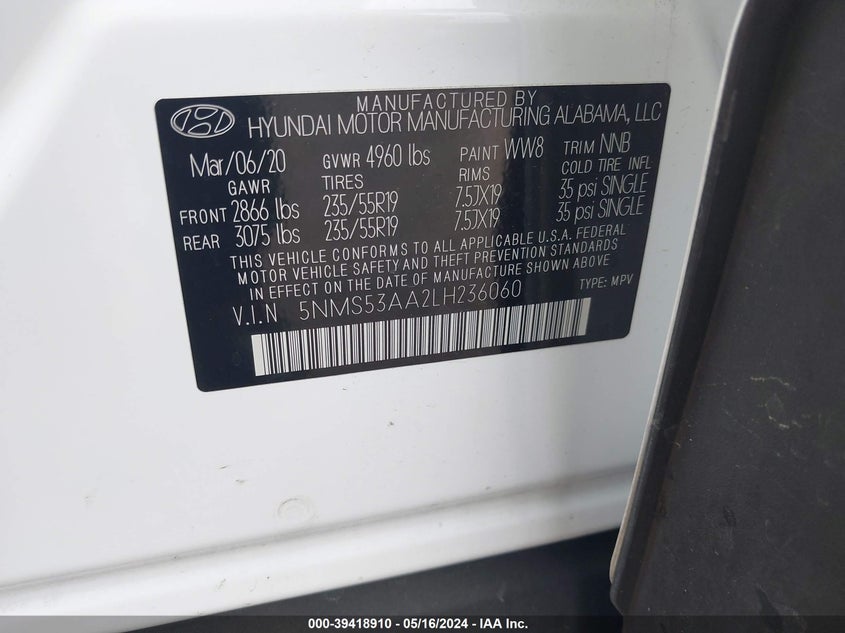 MANUFACTURED BY
HYUNDAI MOTOR MANUFACTURING ALABAMA, LLC
Mar/06/20 GVWR 4960 lbs PAINT WW8 TRIM NNB
GAWR TIRES RIMS COLD TIRE INFL
FRONT 2866 lbs 235/55R19 7.5JX19 35 psi SINGLE
REAR 3075 lbs 235/55R19 7.5JX19 35 psi SINGLE
THIS VEHICLE CONFORMS TO ALL APPLICABLE U.S.A. FEDERAL
MOTOR VEHICLE SAFETY AND THEFT PREVENTION STANDARDS
IN EFFECT ON THE DATE OF MANUFACTURE SHOWN ABOVE
V.I.N 5NMS53AA2LH236060 TYPE: MPV
000-39418910 - 05/16/2024 - IAA Inc.